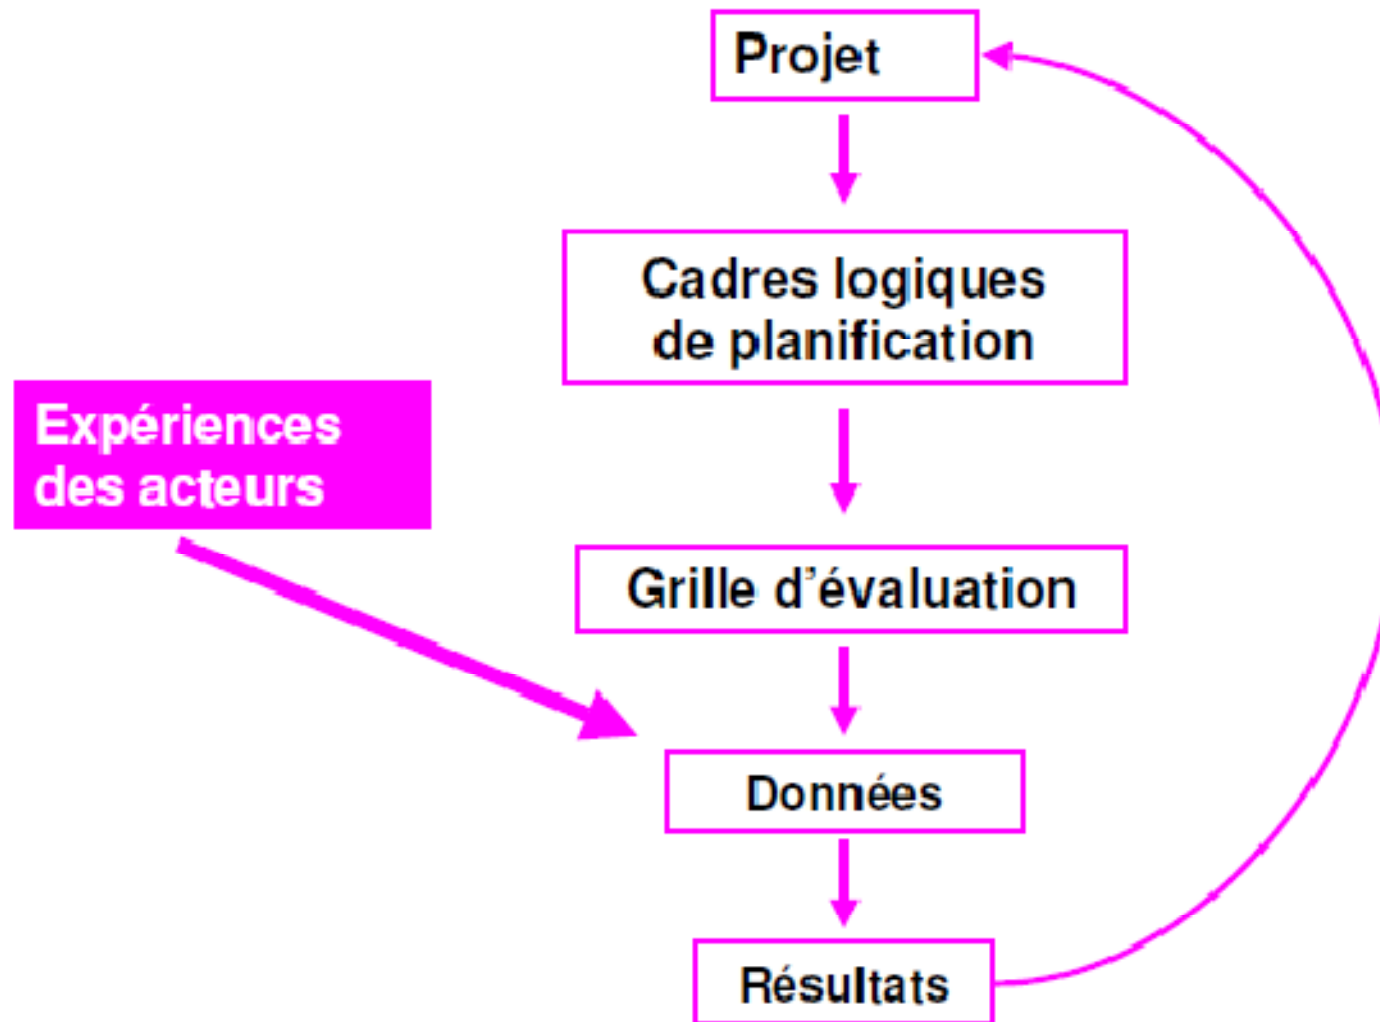 Projet
Cadres logiques
de planification
Expériences
des acteurs
Grille d’évaluation
Données
Résultats